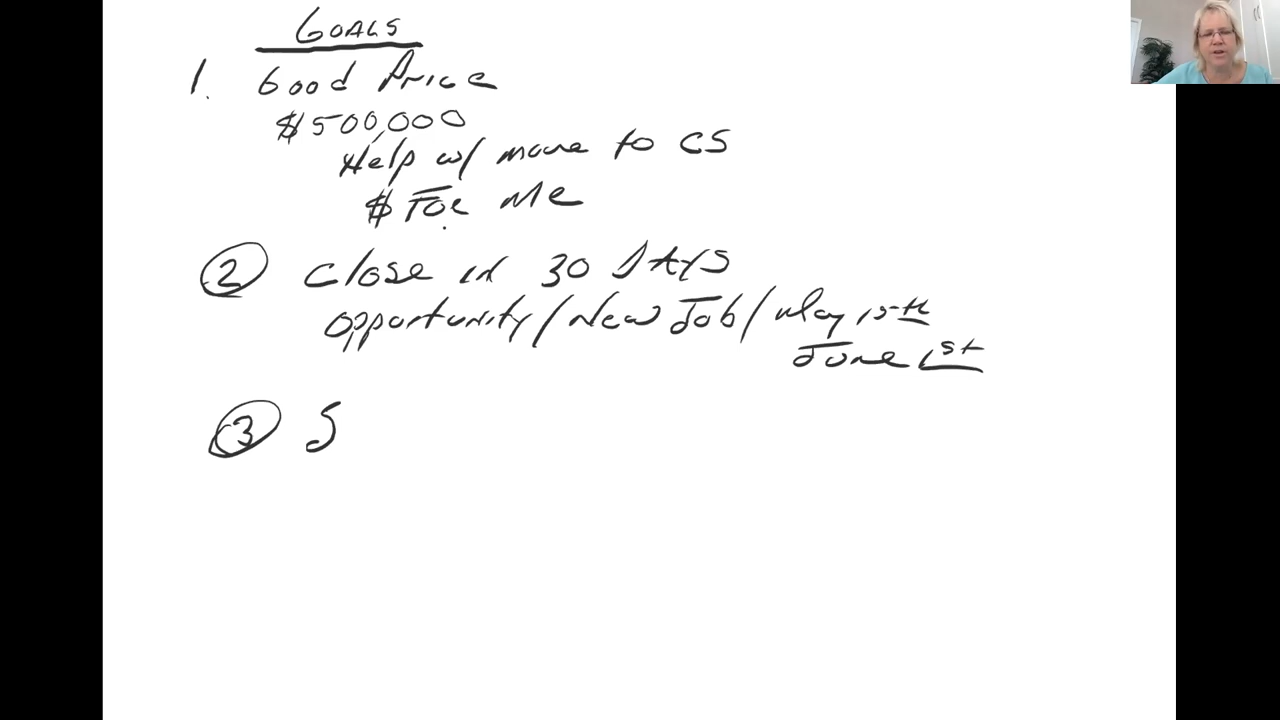 GOALS
1. Good Price
$500,000
Help w/ move to CS
$ FOR Me
2 Close in 30 DAYS
opportunity/New Job/May 15th
June 1st
3 S